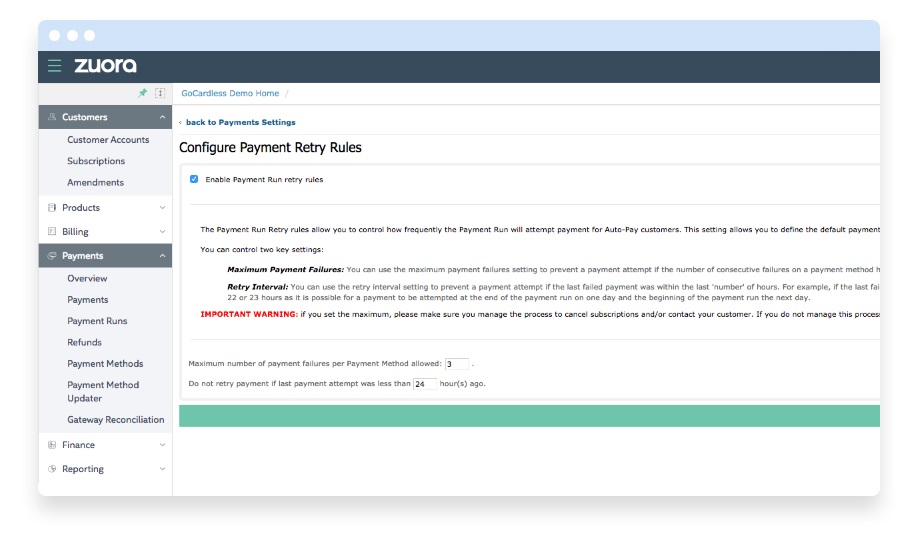 zuora
GoCardless Demo Home /
Customers
Customer Accounts
Subscriptions
Amendments
Products
Billing
Payments
Overview
Payments
Payment Runs
Refunds
Payment Methods
Payment Method
Updater
Gateway Reconciliation
Finance
Reporting
‹ back to Payments Settings
Configure Payment Retry Rules
Enable Payment Run retry rules
The Payment Run Retry rules allow you to control how frequently the Payment Run will attempt payment for Auto-Pay customers. This setting allows you to define the default payment
You can control two key settings:
Maximum Payment Failures: You can use the maximum payment failures setting to prevent a payment attempt if the number of consecutive failures on a payment method h
Retry Interval: You can use the retry interval setting to prevent a payment attempt if the last failed payment was within the last 'number' of hours. For example, if the last fai
22 or 23 hours as it is possible for a payment to be attempted at the end of the payment run on one day and the beginning of the payment run the next day.
IMPORTANT WARNING: if you set the maximum, please make sure you manage the process to cancel subscriptions and/or contact your customer. If you do not manage this proces
Maximum number of payment failures per Payment Method allowed: 3 .
Do not retry payment if last payment attempt was less than 24 hour(s) ago.